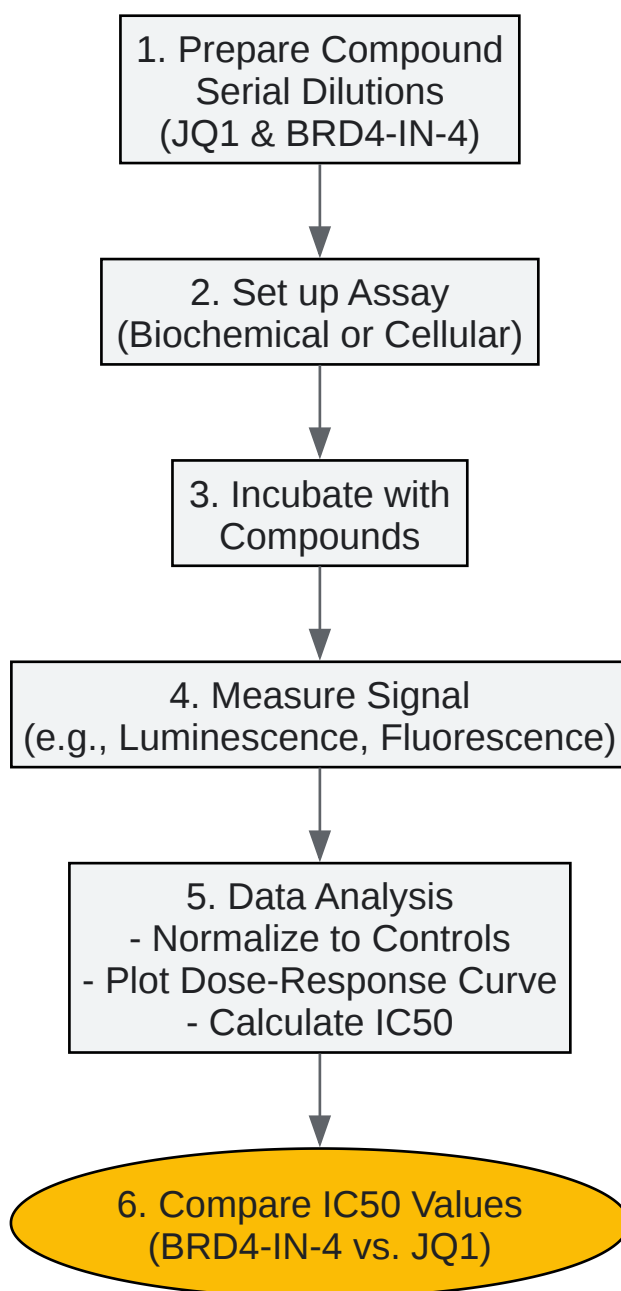 1. Prepare Compound
Serial Dilutions
(JQ1 & BRD4-IN-4)
2. Set up Assay
(Biochemical or Cellular)
3. Incubate with
Compounds
4. Measure Signal
(e.g., Luminescence, Fluorescence)
5. Data Analysis
- Normalize to Controls
- Plot Dose-Response Curve
- Calculate IC50
6. Compare IC50 Values
(BRD4-IN-4 vs. JQ1)